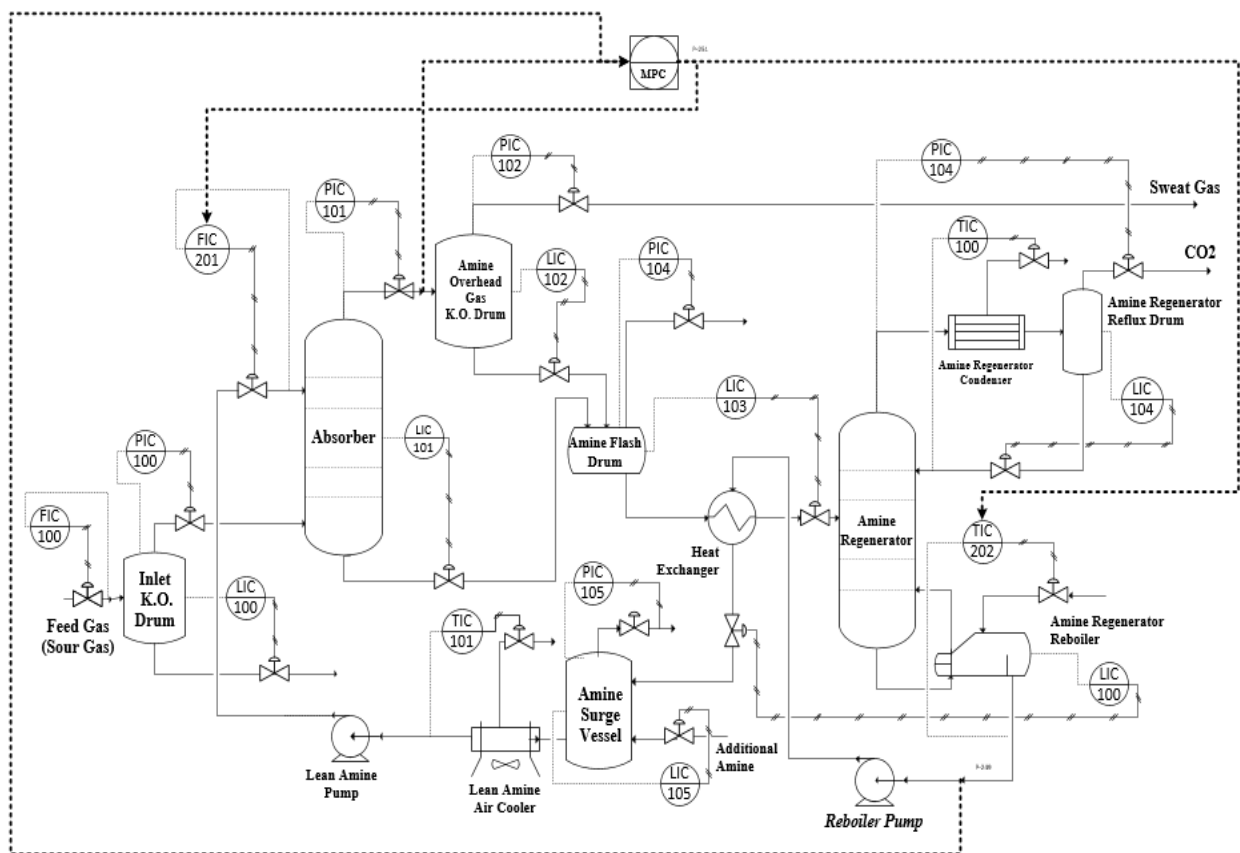 P-051
MPC
PIC
102
PIC
104
Sweat Gas
PIC
101
TIC
100
FIC
201
PIC
104
CO2
LIC
102
Amine
Overhead
Gas
K.O. Drum
Amine Regenerator
Reflux Drum
Amine Regenerator
Condenser
LIC
103
LIC
104
Absorber
LIC
101
PIC
100
Amine Flash
Drum
FIC
100
Amine
Regenerator
TIC
202
Heat
Exchanger
Inlet
K.O.
Drum
LIC
100
PIC
105
Feed Gas
(Sour Gas)
TIC
101
Amine Regenerator
Reboiler
LIC
100
Amine
Surge
Vessel
Additional
Amine
LIC
105
Lean Amine
Pump
Lean Amine
Air Cooler
Reboiler Pump